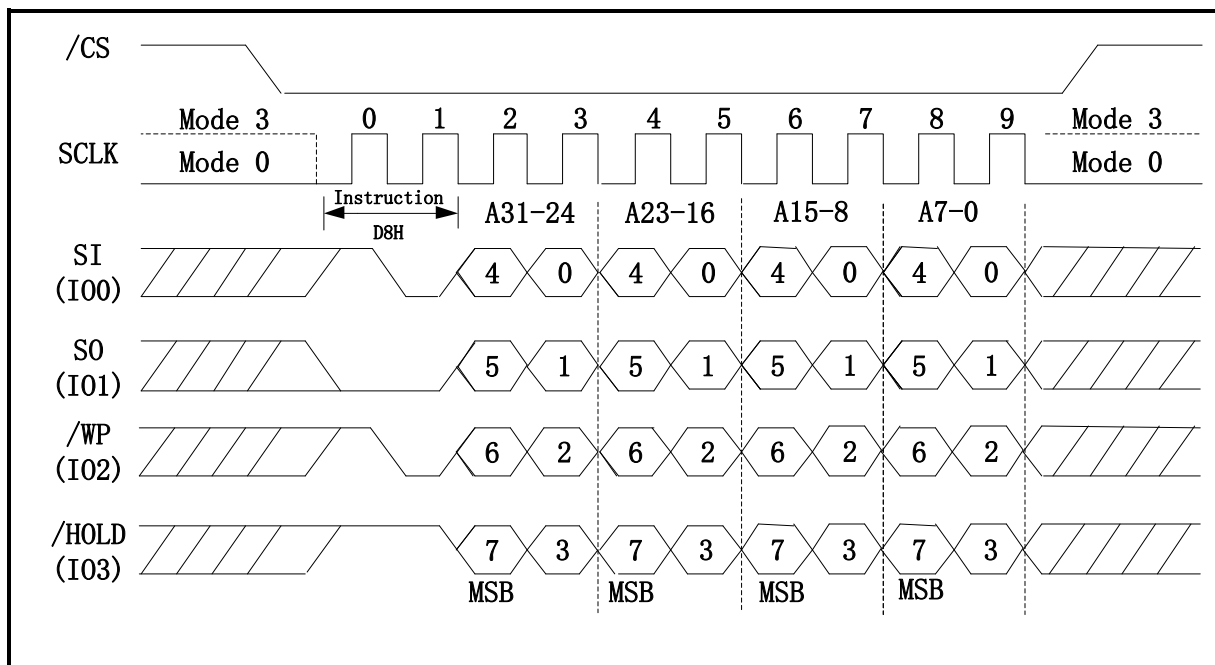 /CS
Mode 3 0 1 2 3 4 5 6 7 8 9 Mode 3
SCLK
Mode 0 Mode 0
Instruction
A31-24 A23-16 A15-8 A7-0
D8H
SI
(IO0)
4 0 4 0 4 0 4 0
SO
(IO1)
5 1 5 1 5 1 5 1
/WP
(IO2)
6 2 6 2 6 2 6 2
/HOLD
(IO3)
7 3 7 3 7 3 7 3
MSB MSB MSB MSB